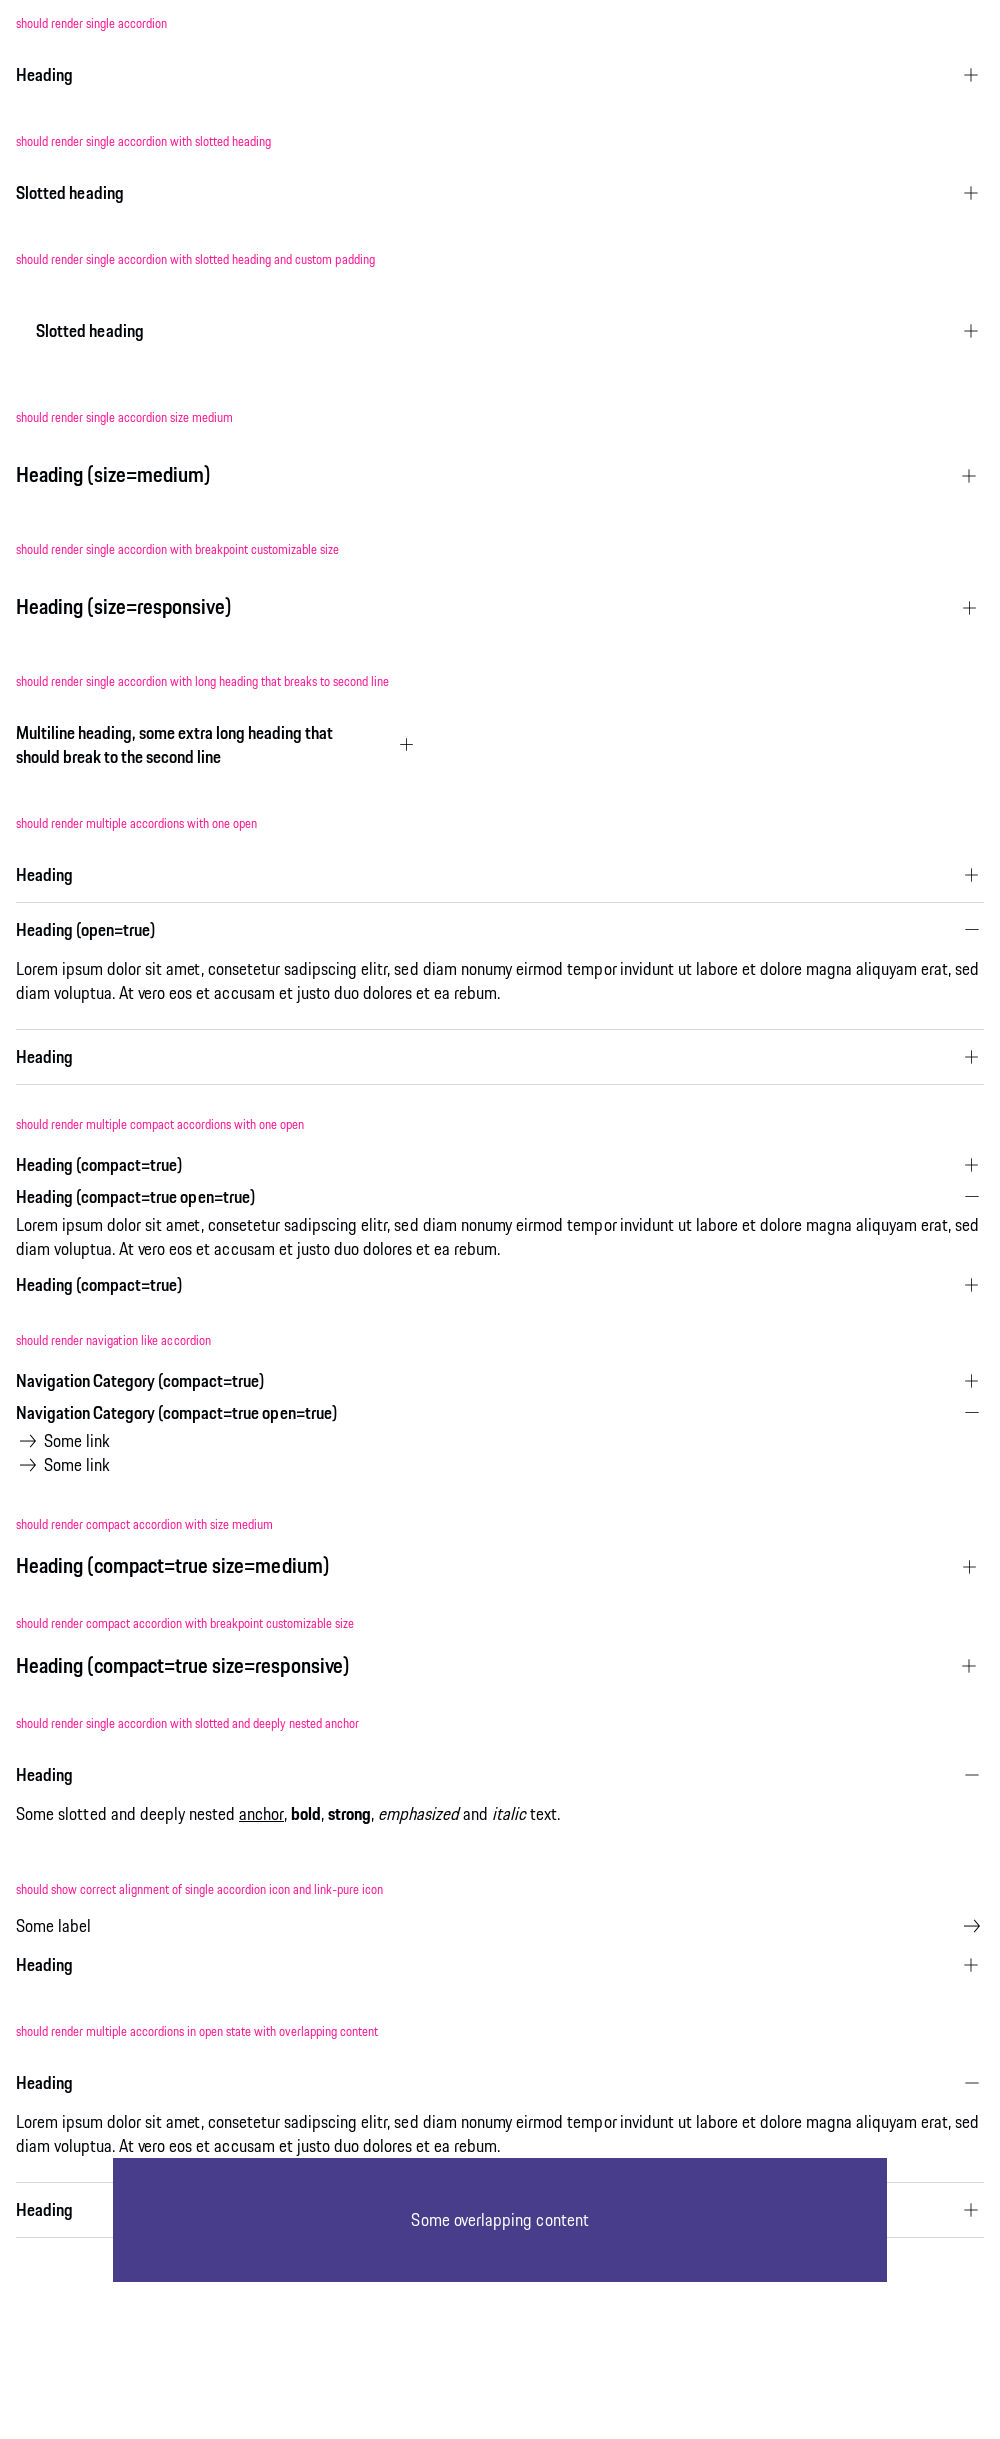 should render single accordion
Heading
should render single accordion with slotted heading
Slotted heading
should render single accordion with slotted heading and custom padding
Slotted heading
should render single accordion size medium
Heading (size=medium)
should render single accordion with breakpoint customizable size
Heading (size=responsive)
should render single accordion with long heading that breaks to second line
Multiline heading, some extra long heading that
should break to the second line
should render multiple accordions with one open
Heading
Heading (open=true)
Lorem ipsum dolor sit amet, consetetur sadipscing elitr, sed diam nonumy eirmod tempor invidunt ut labore et dolore magna aliquyam erat, sed
diam voluptua. At vero eos et accusam et justo duo dolores et ea rebum.
Heading
should render multiple compact accordions with one open
Heading (compact=true)
Heading (compact=true open=true)
Lorem ipsum dolor sit amet, consetetur sadipscing elitr, sed diam nonumy eirmod tempor invidunt ut labore et dolore magna aliquyam erat, sed
diam voluptua. At vero eos et accusam et justo duo dolores et ea rebum.
Heading (compact=true)
should render navigation like accordion
Navigation Category (compact=true)
Navigation Category (compact=true open=true)
Some link
Some link
should render compact accordion with size medium
Heading (compact=true size=medium)
should render compact accordion with breakpoint customizable size
Heading (compact=true size=responsive)
should render single accordion with slotted and deeply nested anchor
Heading
Some slotted and deeply nested anchor, bold, strong, emphasized and italic text.
should show correct alignment of single accordion icon and link-pure icon
Some label
Heading
should render multiple accordions in open state with overlapping content
Heading
Lorem ipsum dolor sit amet, consetetur sadipscing elitr, sed diam nonumy eirmod tempor invidunt ut labore et dolore magna aliquyam erat, sed
diam voluptua. At vero eos et accusam et justo duo dolores et ea rebum.
Heading
Some overlapping content